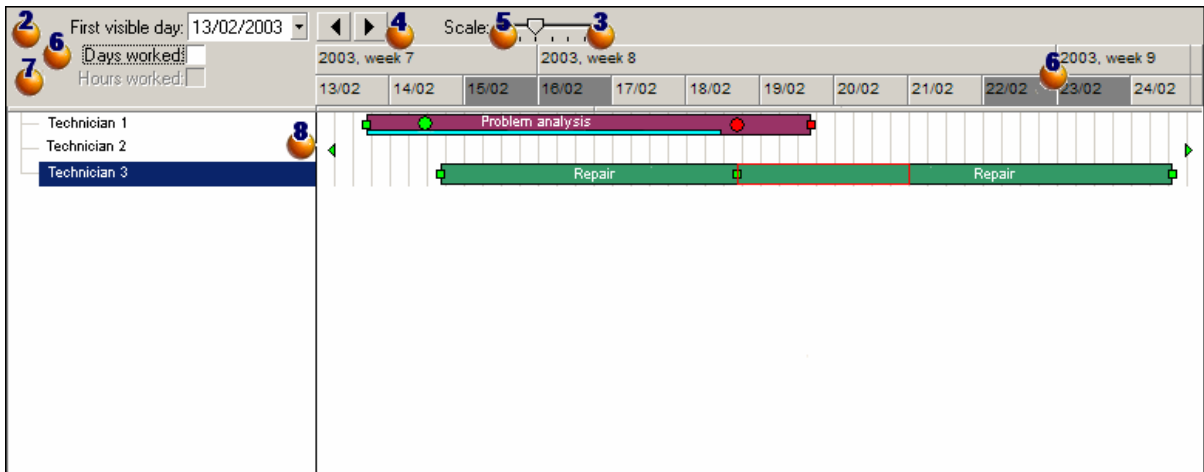 2 First visible day: 13/02/2003 4 Scale: 5 3
6 Days worked:
7 Hours worked:
2003, week 7 2003, week 8 6 2003, week 9
13/02 14/02 15/02 16/02 17/02 18/02 19/02 20/02 21/02 22/02 23/02 24/02
Technician 1 8 Problem analysis
Technician 2
Technician 3 Repair Repair